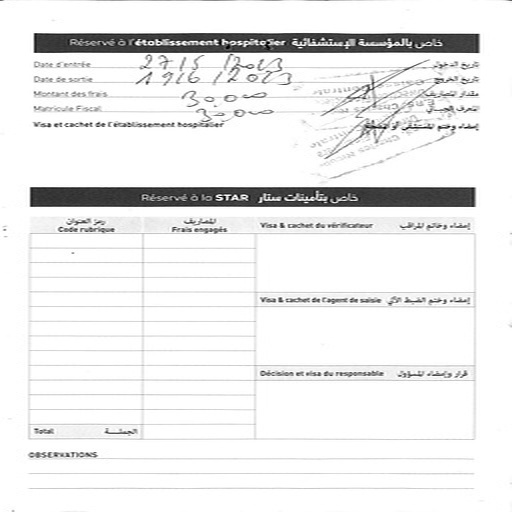 Réservé à l'établissement hospitalier خاص بالمؤسسة الإستشفائية
Date d'entrée 27/5/2023 تاريخ الدخول
Date de sortie 19/6/2023 تاريخ الخروج
Montant des frais 30.000 مقدار المصاريف
Matricule Fiscal 30.000 المعرف الجبائي
Visa et cachet de l'établissement hospitalier إمضاء وختم المستشفى أو المصحة
Réservé à la STAR خاص بتأمينات ستار
رمز العنوان المصاريف
Code rubrique Frais engagés
Visa & cachet du vérificateur إمضاء وخاتم المراقب
Visa & cachet de l'agent de saisie إمضاء وختم الضبط الآلي
Décision et visa du responsable قرار وإمضاء المسؤول
Total الجملـــة
OBSERVATIONS